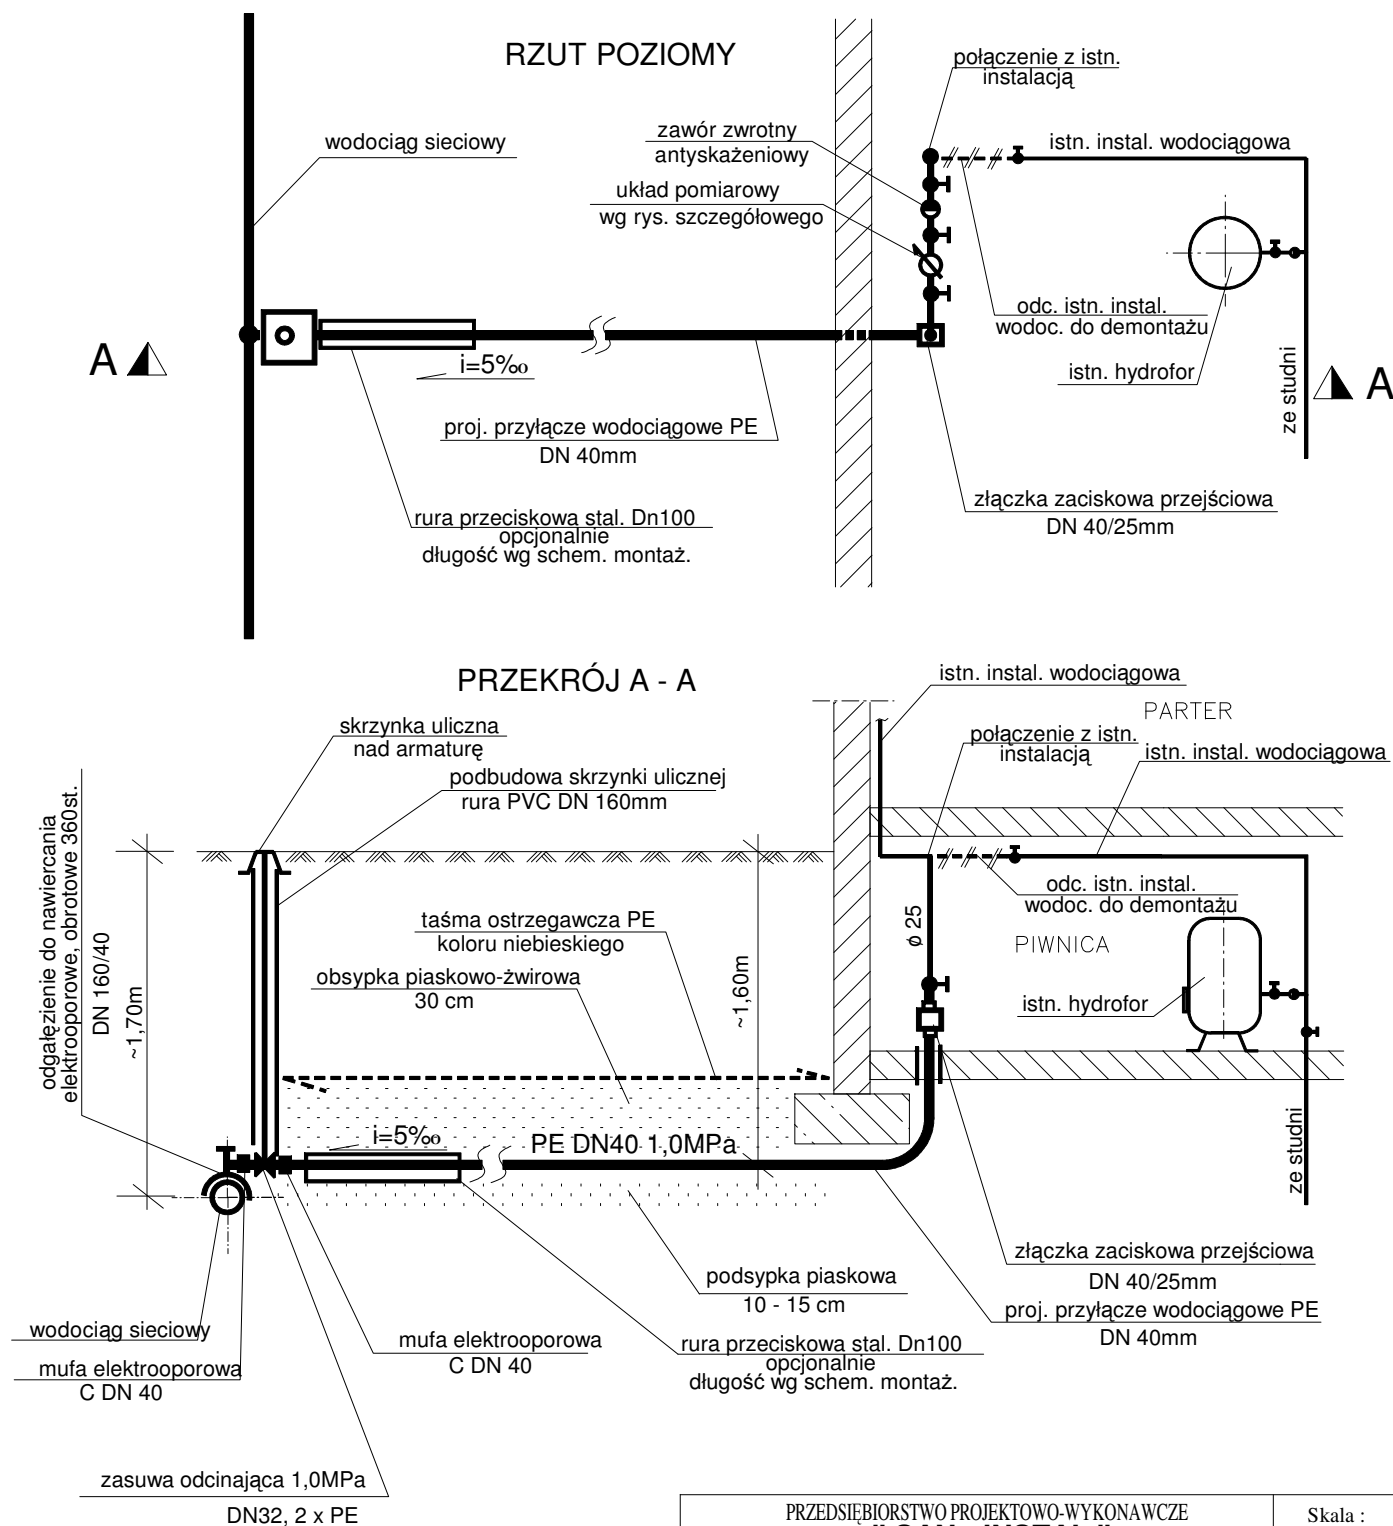 RZUT POZIOMY
połączenie z istn.
instalacją
wodociąg sieciowy
zawór zwrotny
antyskażeniowy
istn. instal. wodociągowa
układ pomiarowy
wg rys. szczegółowego
odc. istn. instal.
wodoc. do demontażu
istn. hydrofor
ze studni
A
A
i=5‰
proj. przyłącze wodociągowe PE
DN 40mm
rura przeciskowa stal. Dn100
opcjonalnie
długość wg schem. montaż.
złączka zaciskowa przejściowa
DN 40/25mm
PRZEKRÓJ A - A
istn. instal. wodociągowa
PARTER
skrzynka uliczna
nad armaturę
połączenie z istn.
instalacją
istn. instal. wodociągowa
podbudowa skrzynki ulicznej
rura PVC DN 160mm
odgałęzienie do nawiercania
elektrooporowe, obrotowe 360st.
DN 160/40
~1,70m
taśma ostrzegawcza PE
koloru niebieskiego
obsypka piaskowo-żwirowa
30 cm
~1,60m
ϕ 25
odc. istn. instal.
wodoc. do demontażu
PIWNICA
istn. hydrofor
ze studni
i=5‰
PE DN40 1,0MPa
podsypka piaskowa
10 - 15 cm
złączka zaciskowa przejściowa
DN 40/25mm
proj. przyłącze wodociągowe PE
DN 40mm
wodociąg sieciowy
mufa elektrooporowa
C DN 40
mufa elektrooporowa
C DN 40
rura przeciskowa stal. Dn100
opcjonalnie
długość wg schem. montaż.
zasuwa odcinająca 1,0MPa
DN32, 2 x PE
PRZEDSIĘBIORSTWO PROJEKTOWO-WYKONAWCZE
Skala :